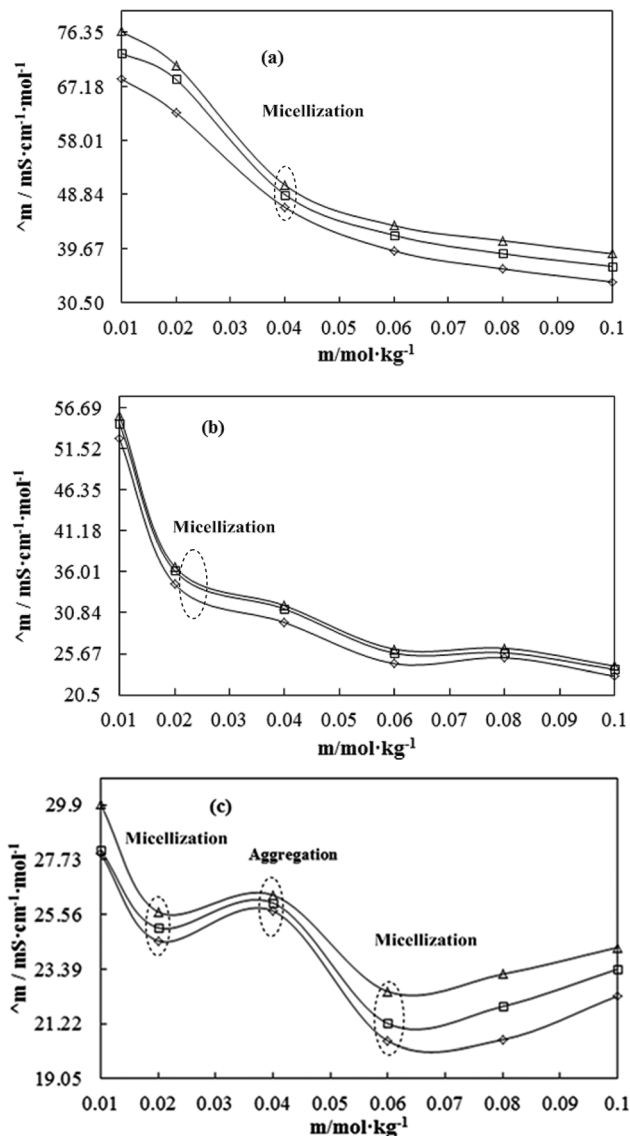 76.35
(a)
67.18
58.01
Micellization
48.84
39.67
30.50
0.01 0.02 0.03 0.04 0.05 0.06 0.07 0.08 0.09 0.1
m/mol·kg-1
^m / mS·cm-1·mol-1
56.69
(b)
51.52
46.35
41.18
Micellization
36.01
30.84
25.67
20.5
0.01 0.02 0.03 0.04 0.05 0.06 0.07 0.08 0.09 0.1
m/mol·kg-1
^m / mS·cm-1·mol-1
29.9
(c)
Micellization
27.73
Aggregation
25.56
Micellization
23.39
21.22
19.05
0.01 0.02 0.03 0.04 0.05 0.06 0.07 0.08 0.09 0.1
m/mol·kg-1
^m / mS·cm-1·mol-1